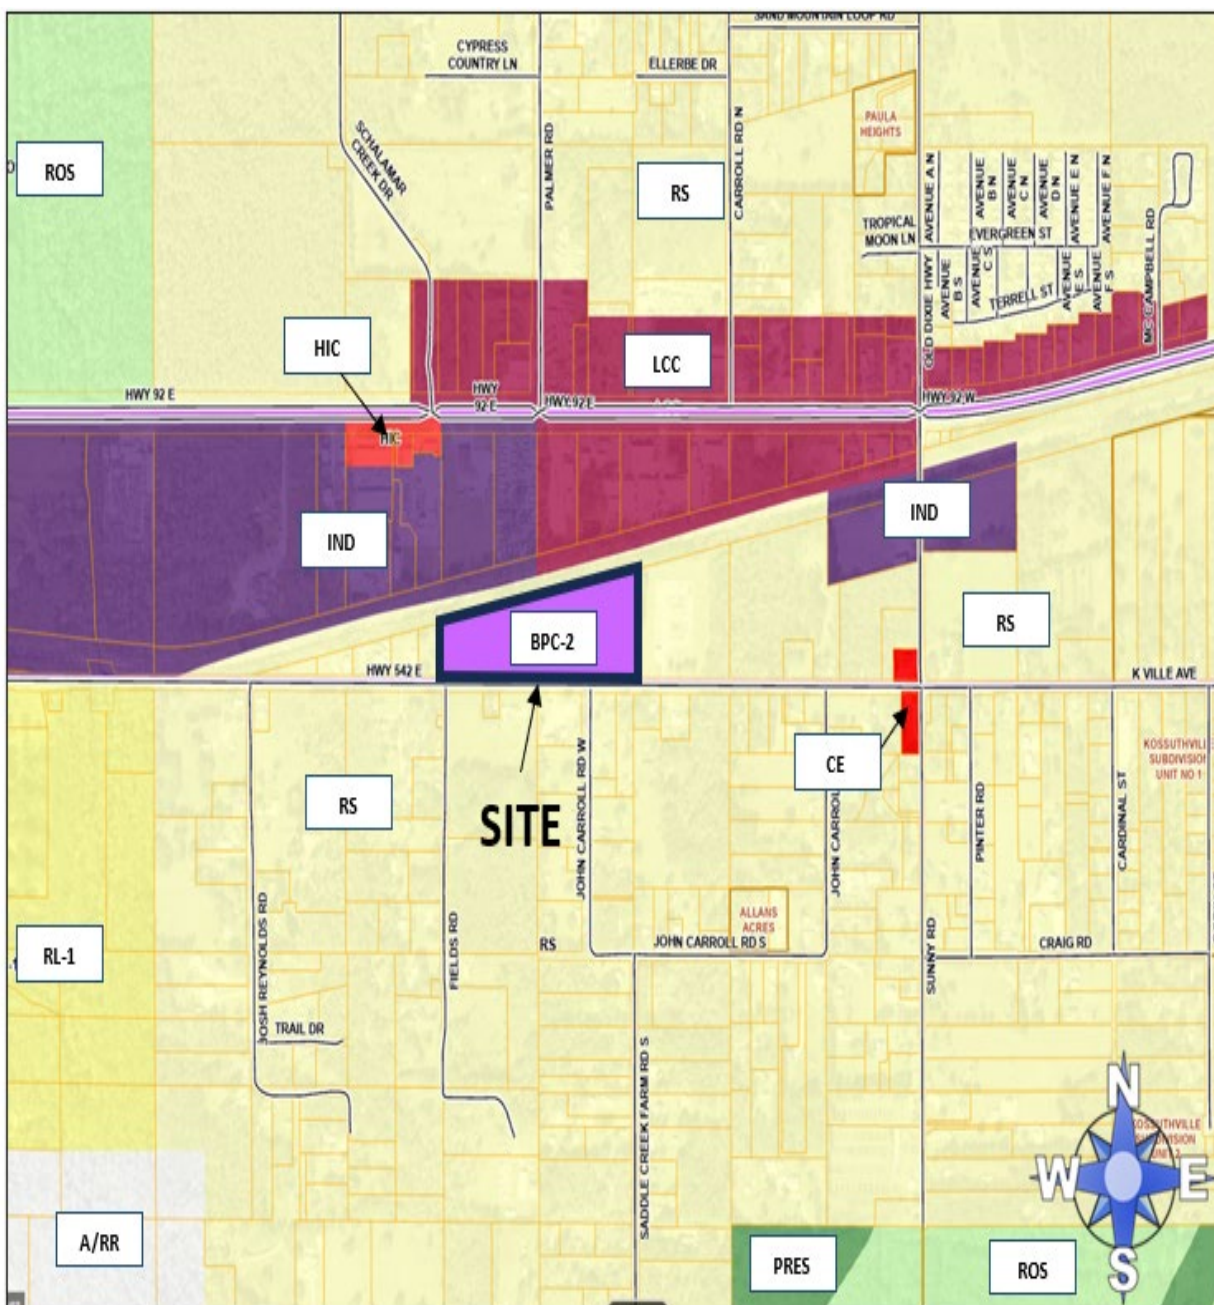 SAND MOUNTAIN LOOP RD
CYPRESS
COUNTRY LN
ELLERBE DR
PAULA
HEIGHTS
ROS
SCHALAMAR
CREEK DR
PALMER RD
RS
CARROLL RD N
TROPICAL
MOON LN
AVENUE A N
AVENUE
B N
AVENUE
C N
AVENUE
D N
AVENUE E N
AVENUE F N
EVERGREEN ST
OLD DIXIE HWY
AVENUE
B S
AVENUE
C S
TERRELL ST
AVENUE
E S
AVENUE
F S
MC CAMPBELL RD
HIC
LCC
HWY 92 E
HWY
92 E
HWY 92 E
HWY 92 W
HIC
IND
IND
BPC-2
RS
HWY 542 E
K VILLE AVE
RS
SITE
CE
JOHN CARROLL RD W
JOHN CARROL
PINTER RD
CARDINAL ST
KOSSUTHVILLE
SUBDIVISION
UNIT NO 1
ALLANS
ACRES
RL-1
JOSH REYNOLDS RD
FIELDS RD
RS
JOHN CARROLL RD S
SUNNY RD
CRAIG RD
TRAIL DR
SADDLE CREEK FARM RD S
N
KOSSUTHVILLE
SUBDIVISION
UNIT 2
W
E
S
A/RR
PRES
ROS